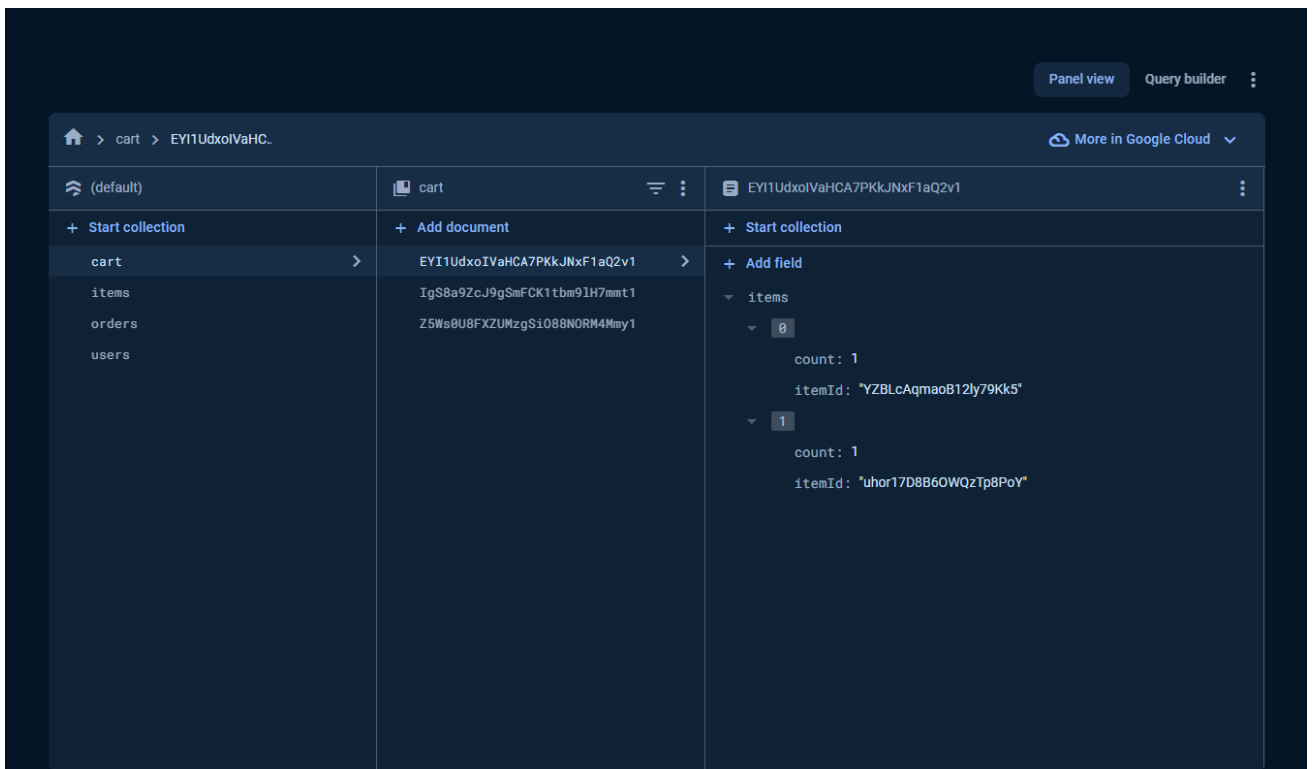 Panel view
Query builder
cart
EYI1UdxoIVaHC..
More in Google Cloud
(default)
cart
EYI1UdxoIVaHCA7PKkJNxF1aQ2v1
Start collection
Add document
Start collection
cart
EYI1UdxoIVaHCA7PKkJNxF1aQ2v1
Add field
items
IgS8a9ZcJ9gSmFCK1tbm9lH7mmt1
items
orders
Z5Ws0U8FXZUMzgSiO88NORM4Mmy1
0
users
count: 1
itemId: "YZBLcAqmaoB12ly79Kk5"
1
count: 1
itemId: "uhor17D8B6OWQzTp8PoY"